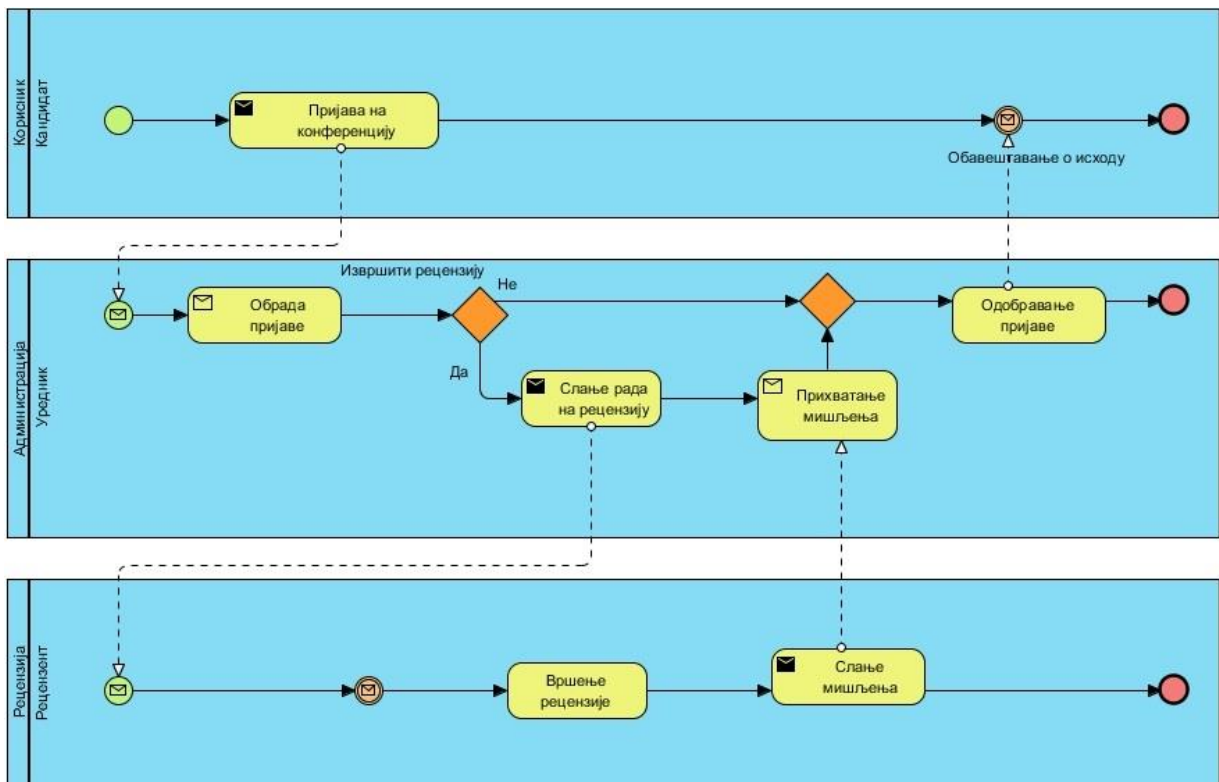 Корисник
Кандидат
Пријава на
конференцију
Обавештавање о исходу
Администрација
Уредник
Обрада
пријаве
Извршити рецензију
Не
Да
Слање рада
на рецензију
Прихватање
мишљења
Одобравање
пријаве
Рецензија
Рецензент
Вршење
рецензије
Слање
мишљења